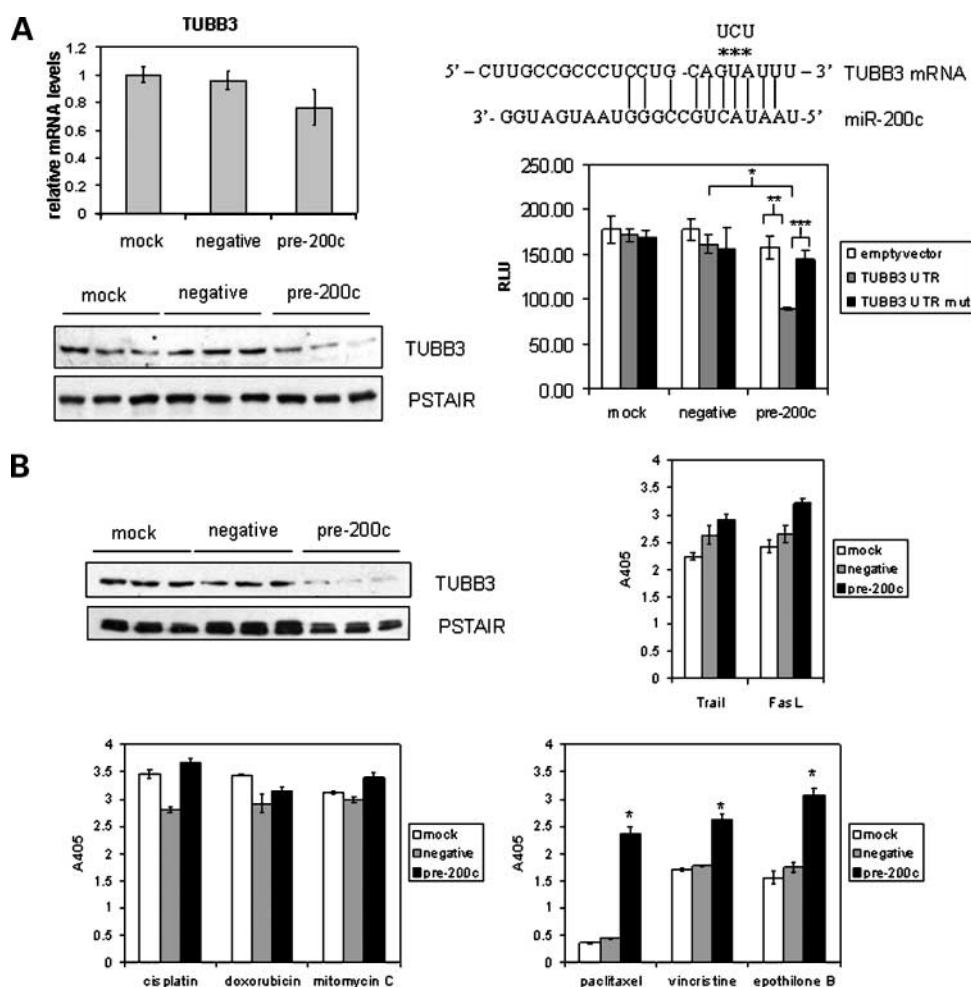 A
TUBB3
relative mRNA levels
1.2
1
0.8
0.6
0.4
0.2
0
mock negative pre-200c
UCU
***
5' – CUUGCCGCCCUCCUG -CAGUAUUU – 3' TUBB3 mRNA
3'- GGUAGUAAUGGGCCGUCAUAAU-5' miR-200c
mock negative pre-200c
TUBB3
PSTAIR
RLU
250.00
200.00
150.00
100.00
50.00
0.00
* ** ***
mock negative pre-200c
emptyvector
TUBB3 UTR
TUBB3 UTR mut
B
mock negative pre-200c
TUBB3
PSTAIR
A405
4
3.5
3
2.5
2
1.5
1
0.5
0
Trail FasL
mock
negative
pre-200c
A405
4
3.5
3
2.5
2
1.5
1
0.5
0
cisplatin doxorubicin mitomycin C
mock
negative
pre-200c
A405
4
3.5
3
2.5
2
1.5
1
0.5
0
* * *
paclitaxel vincristine epothilone B
mock
negative
pre-200c